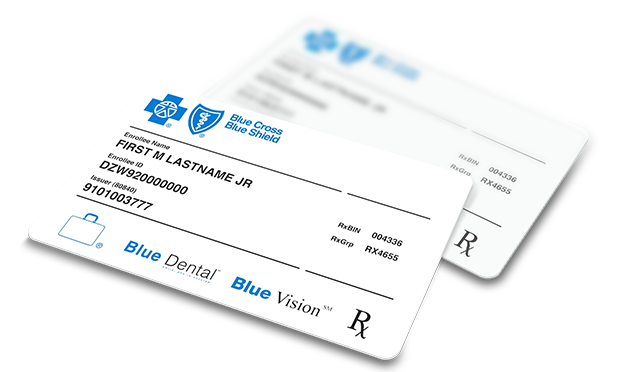 Blue Cross
Blue Shield
®
®
Enrollee Name
FIRST M LASTNAME JR
Enrollee ID
DZW920000000
Issuer (80840)
9101003777
RxBIN 004336
RxGrp RX4655
®
Blue Dental
Blue Vision SM
Rx
RxBIN 004336
RxGrp RX4655
Rx